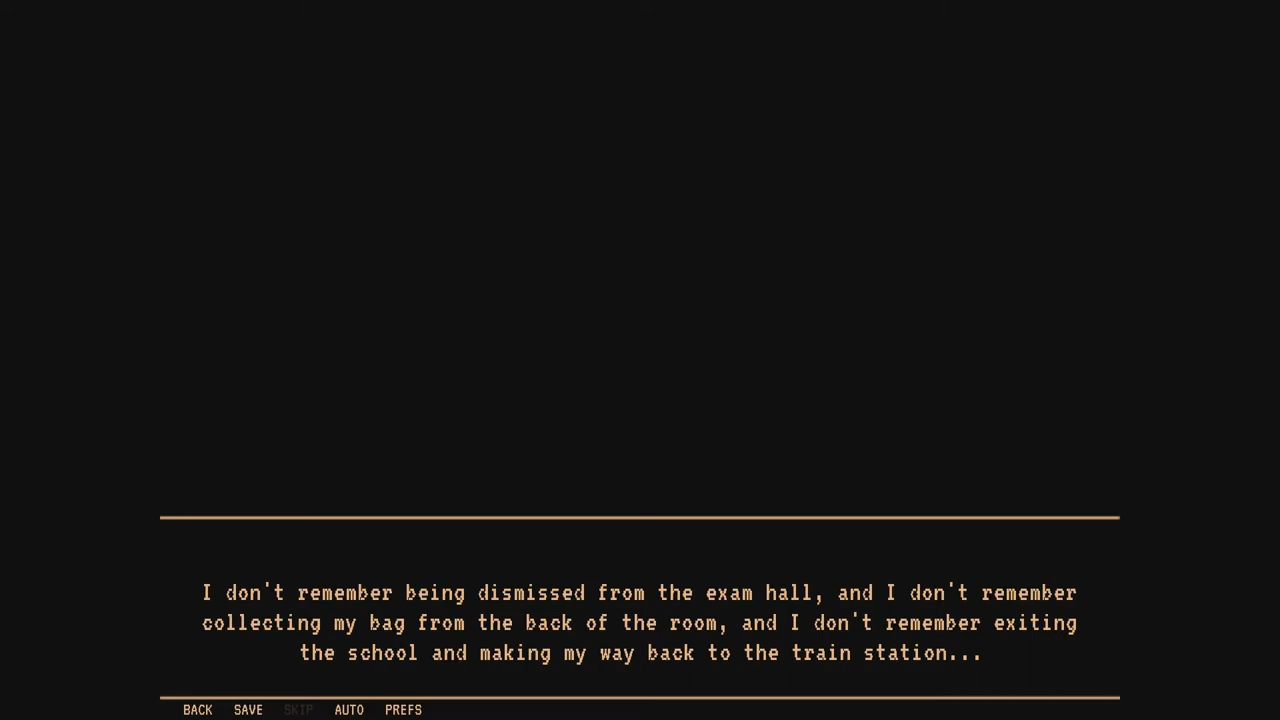 I don't remember being dismissed from the exam hall, and I don't remember
collecting my bag from the back of the room, and I don't remember exiting
the school and making my way back to the train station...
BACK SAVE SKIP AUTO PREFS